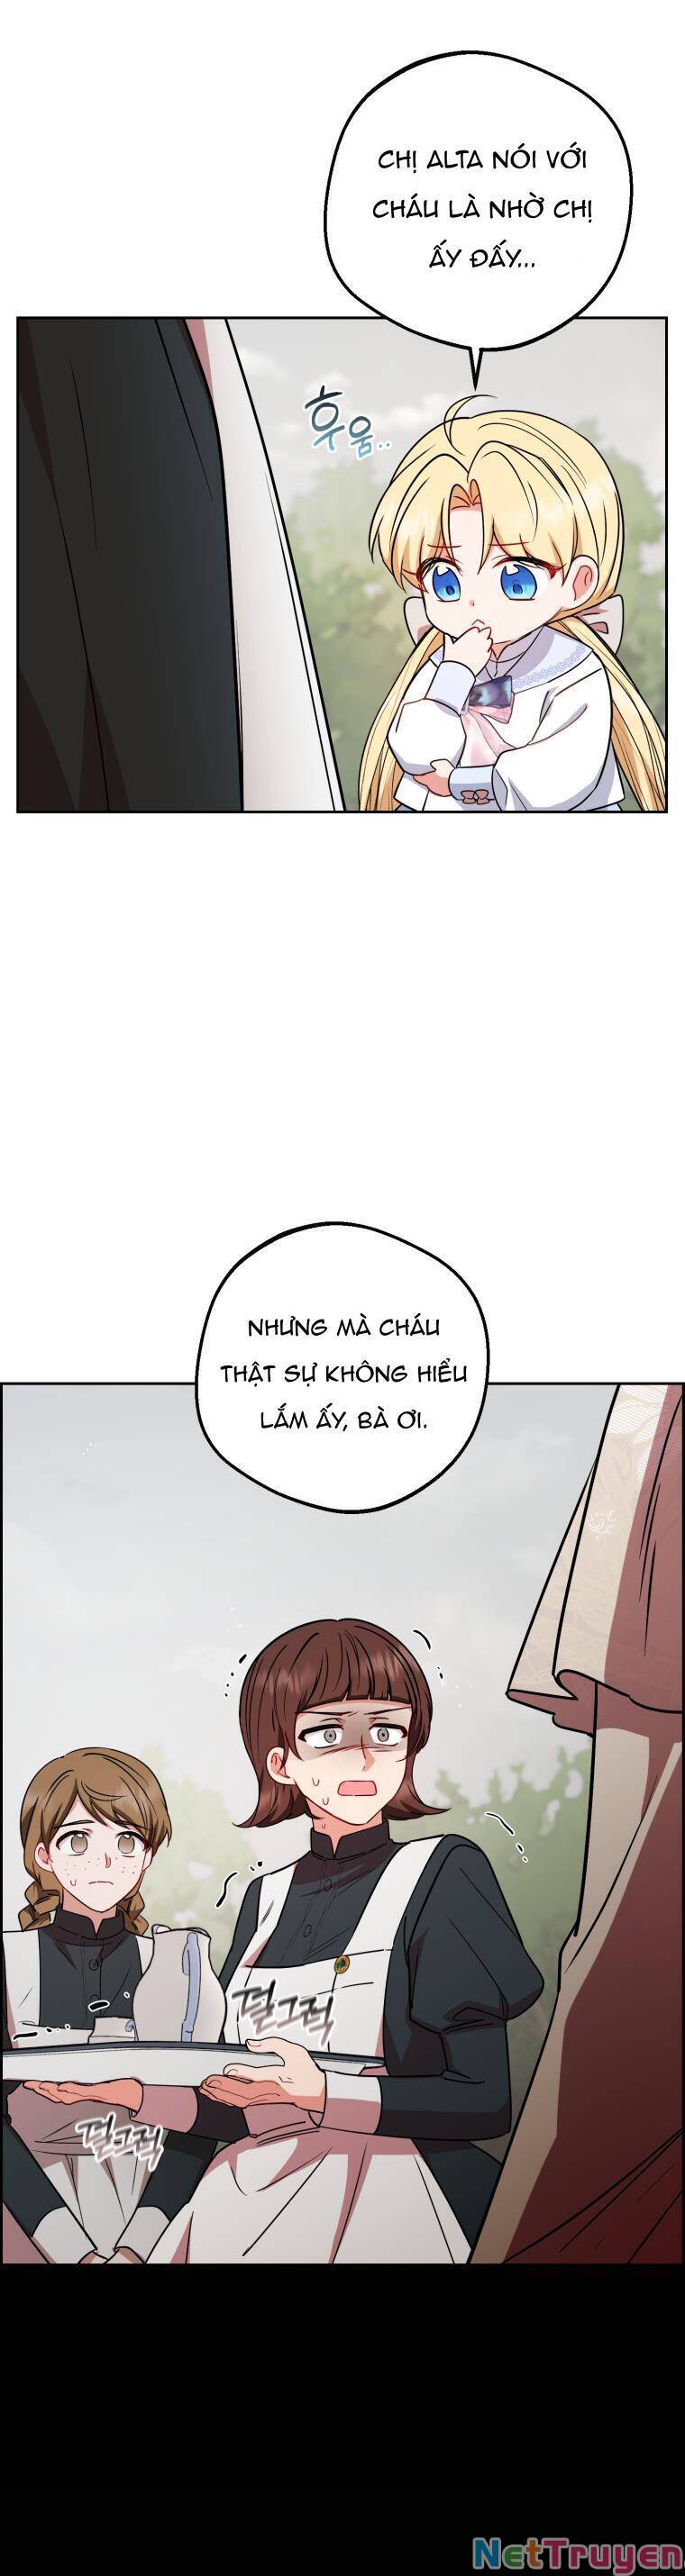 CHỊ ALTA NÓI VỚI
CHÁU LÀ NHỜ CHỊ
ẤY ĐẤY...
후움..
NHƯNG MÀ CHÁU
THẬT SỰ KHÔNG HIỂU
LẮM ẤY, BÀ ƠI.
덜그럭
덜그럭
NetTruyen